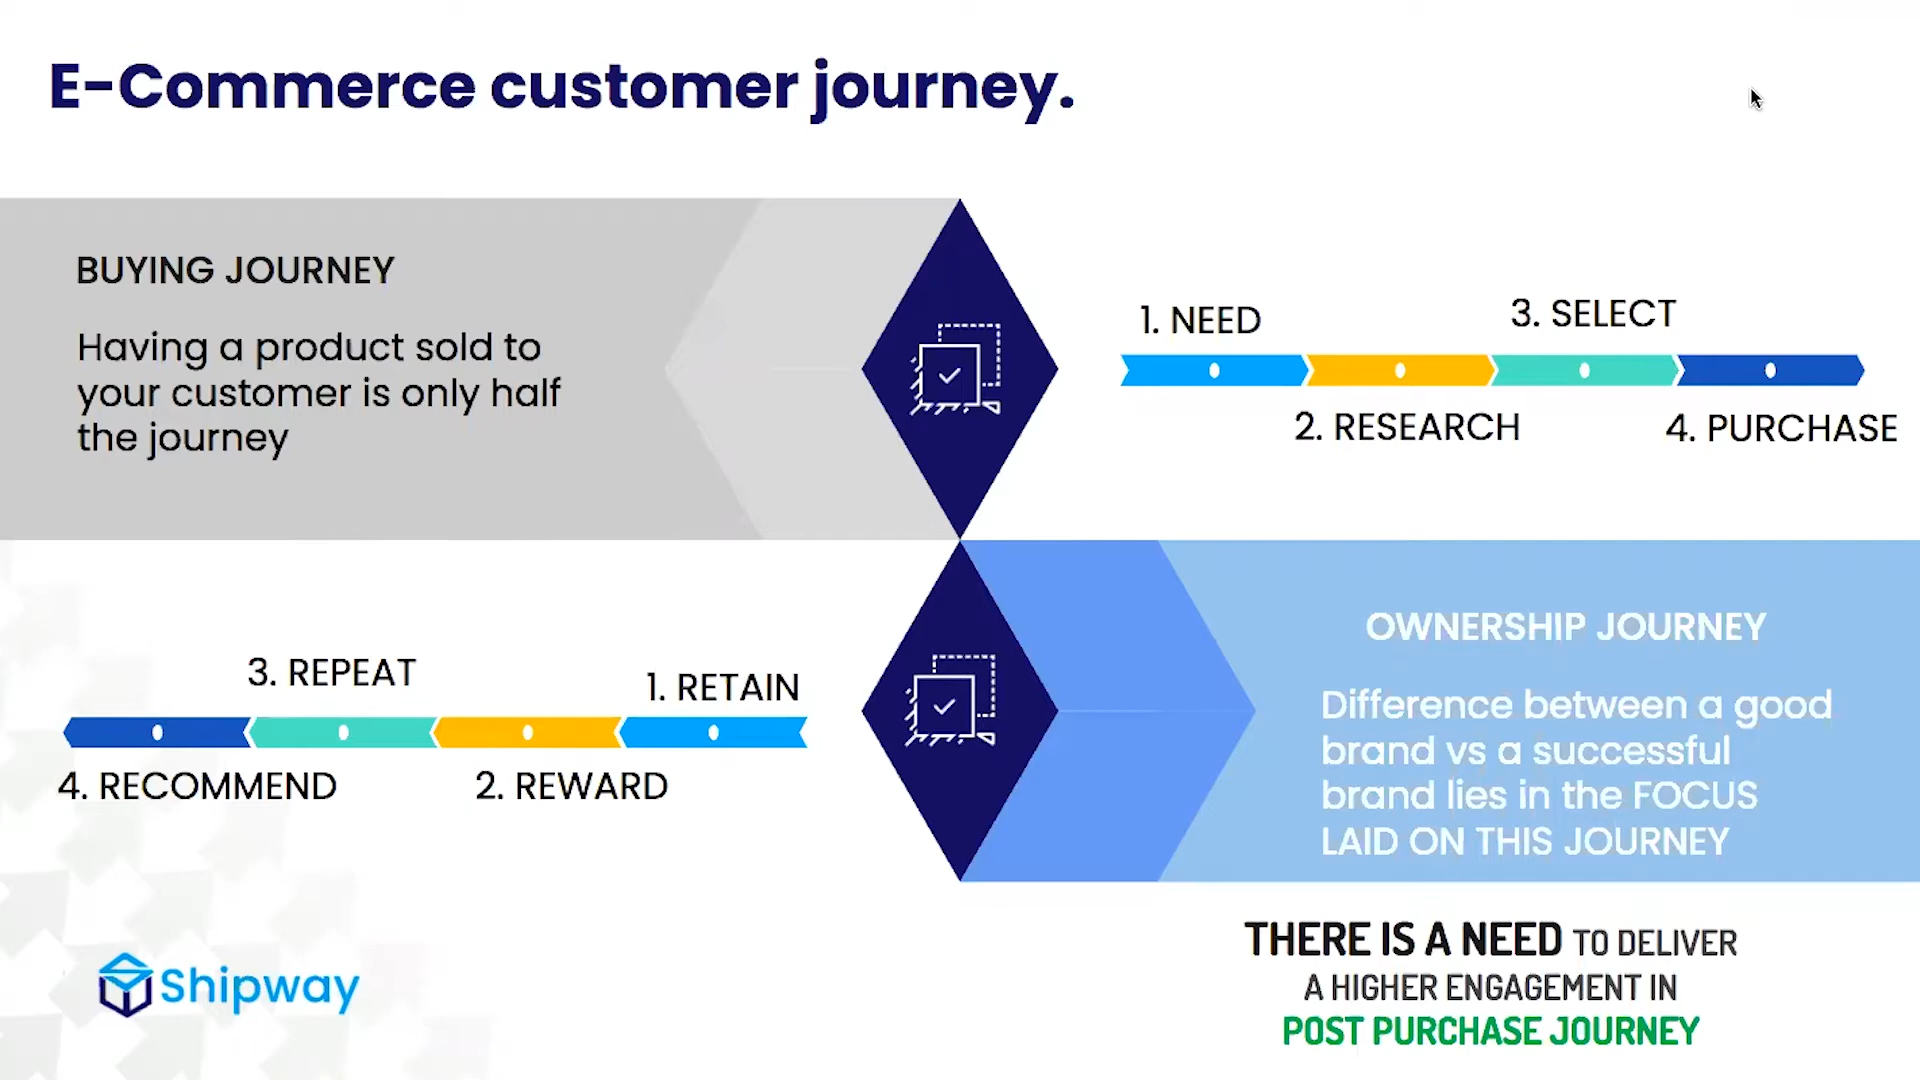 E-Commerce customer journey.
BUYING JOURNEY
Having a product sold to
your customer is only half
the journey
1. NEED
2. RESEARCH
3. SELECT
4. PURCHASE
1. RETAIN
2. REWARD
3. REPEAT
4. RECOMMEND
OWNERSHIP JOURNEY
Difference between a good
brand vs a successful
brand lies in the FOCUS
LAID ON THIS JOURNEY
Shipway
THERE IS A NEED TO DELIVER
A HIGHER ENGAGEMENT IN
POST PURCHASE JOURNEY